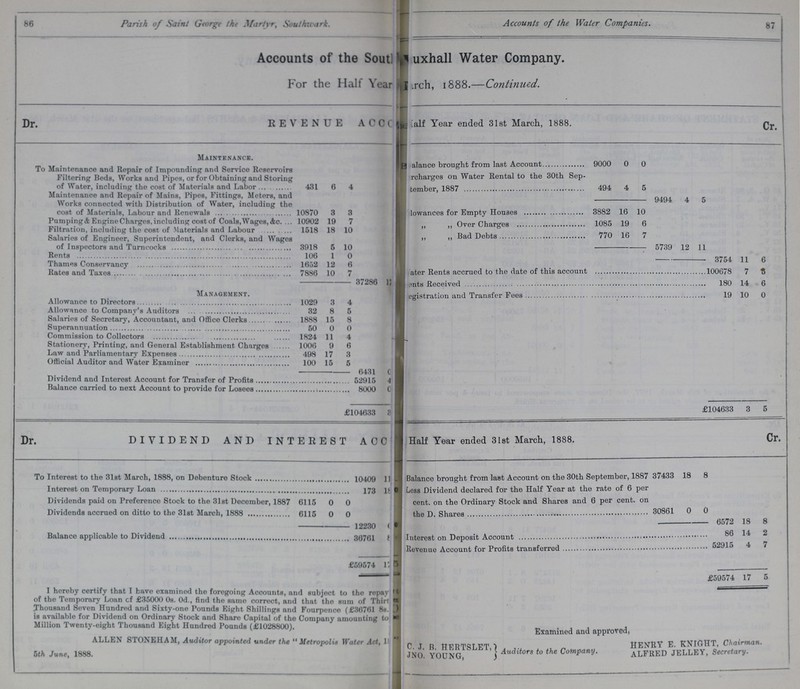 86 Parish of Saint George the Martyr, Southwark.
Accounts of the Water Companies. 87
Accounts of the Sout uxhall Water Company.
For the Half Year rch, 1888.—Continued.
Dr. REVENUE ACC
alf Year ended 31st March, 1888. Cr.
MAINTENANCE.
To Maintenance and Repair of Impounding and Service Reservoirs
Filtering Beds, Works and Pipes, or for Obtaining and Storing
of Water, including the cost of Materials and Labor ... 431 6 4
Maintenance and Repair of Mains, Pipes, Fittings, Meters, and
Works connected with Distribution of Water, including the
cost of Materials, Labour and Renewals ... 10870 3 3
Pumping & Engine Charges, including cost of Coals, Wages, &c. ... 10902 19 7
Filtration, including the cost of Materials and Labour ... 1518 18 10
Salaries of Engineer, Superintendent, and Clerks, and Wages
of Inspectors and Turncocks ... 3918 5 10
Rents ... 106 1 0
Thames Conservancy ... 1652 12 6
Rates and Taxes ... 7886 10 7
37286
MANAGEMENT.
Allowance to Directors ... 1029 3 4
Allowance to Company's Auditors ... 32 8 5
Salaries of Secretary, Accountant, and Office Clerks ... 1888 15 8
Superannuation ... 50 0 0
Commission to Collectors ... 1824 11 4
Stationery, Printing, and General Establishment Charges ... 1006 9 6
Law and Parliamentary Expenses ... 498 17 3
Official Auditor and Water Examiner ... 100 15 5
6431
Dividend and Interest Account for Transfer of Profits ... 52915 4
Balance carried to next Account to provide for Losees ... 8000
£104633
alance brought from last Account ... 9000 0 0
rcharges on Water Rental to the 30th Sep-
tember, 1887 ... 494 4 5
9494 4 5
lowances for Empty Houses ... 3882 16 10
,, ,, Over Charges ... 1085 19 6
,, ,, Bad Debts ... 770 16 7
5739 12 11
3754 11 6
ater Rents accrued to the date of this account ... 100678 7 5
ents Received ... 180 14 6
egistration and Transfer Fees ... 19 10 0
£104633 3 5
Dr. DIVIDEND AND INTEREST ACC
Half Year ended 31st March, 1888. Cr.
To Interest to the 31st March, 1888, on Debenture Stock ... 10409
Interest on Temporary Loan ... 173
Dividends paid on Preference Stock to the 31st December, 1887 6115 0 0
Dividends accrued on ditto to the 31st March, 1888 ... 6115 0 0
12230
Balance applicable to Dividend ... 36761
£59574
Balance brought from last Account on the 30th September, 1887 37433 18 8
Less Dividend declared for the Half Year at the rate of 6 per
cent. on the Ordinary Stock and Shares and 6 per cent. on
the D. Shares ... 30861 0 0
6572 18 8
Interest on Deposit Account ... 86 14 2
Revenue Account for Profits transferred ... 52915 4 7
£59574 17 5
I hereby certify that I have examined the foregoing Accounts, and subject to the repay
of the Temporary Loan of £35000 0s. 0d., find the same correct, and that the sum of Thirt
Thousand Seven Hundred and Sixty-one Pounds Eight Shillings and Fourpence (£36761 8s.
is available for Dividend on Ordinary Stock and Share Capital of the Company amounting to
Million Twenty-eight Thousand Eight Hundred Pounds (£1028800).
ALLEN STONEHAM, Auditor appointed under the "Metropolis Water Act,
5th June, 1888.
Examined and approved,
C. J. B. HERTSLET, } Auditors to the Company. HENRY E. KNIGHT, Chairman.
JNO. YOUNG, } ALFRED JELLEY, Secretary.